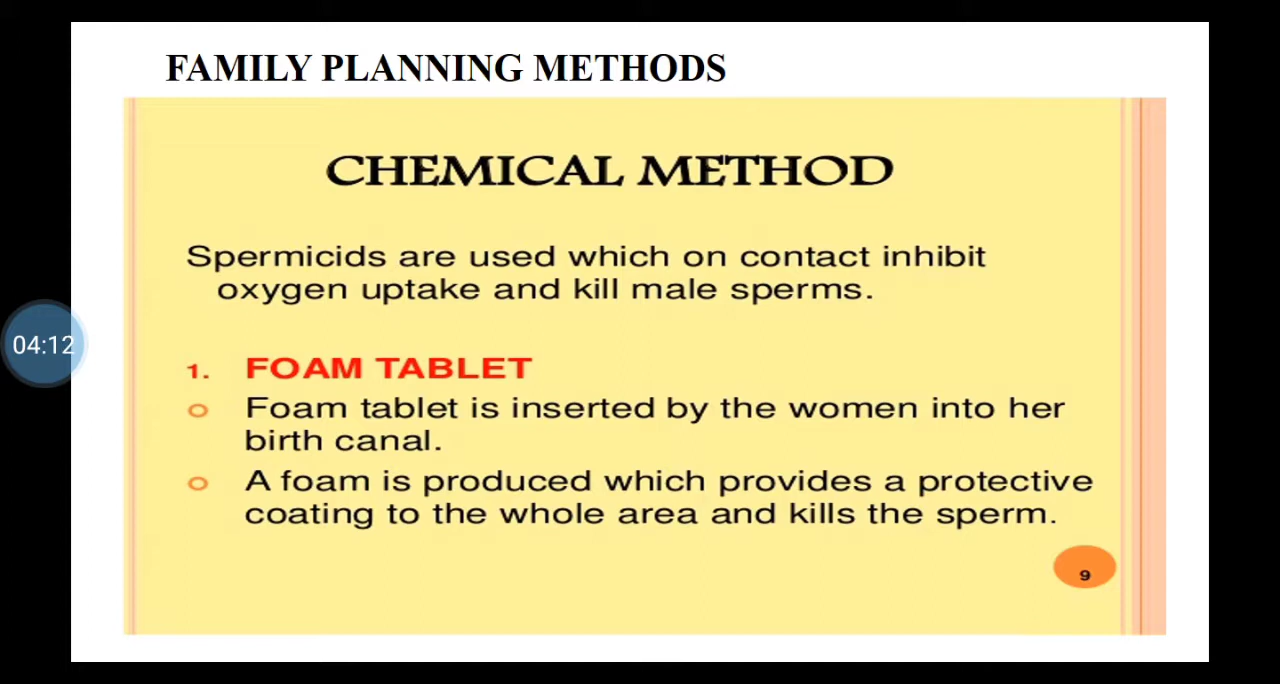 FAMILY PLANNING METHODS
CHEMICAL METHOD
Spermicids are used which on contact inhibit
oxygen uptake and kill male sperms.
04:12
1. FOAM TABLET
Foam tablet is inserted by the women into her
birth canal.
A foam is produced which provides a protective
coating to the whole area and kills the sperm.
9